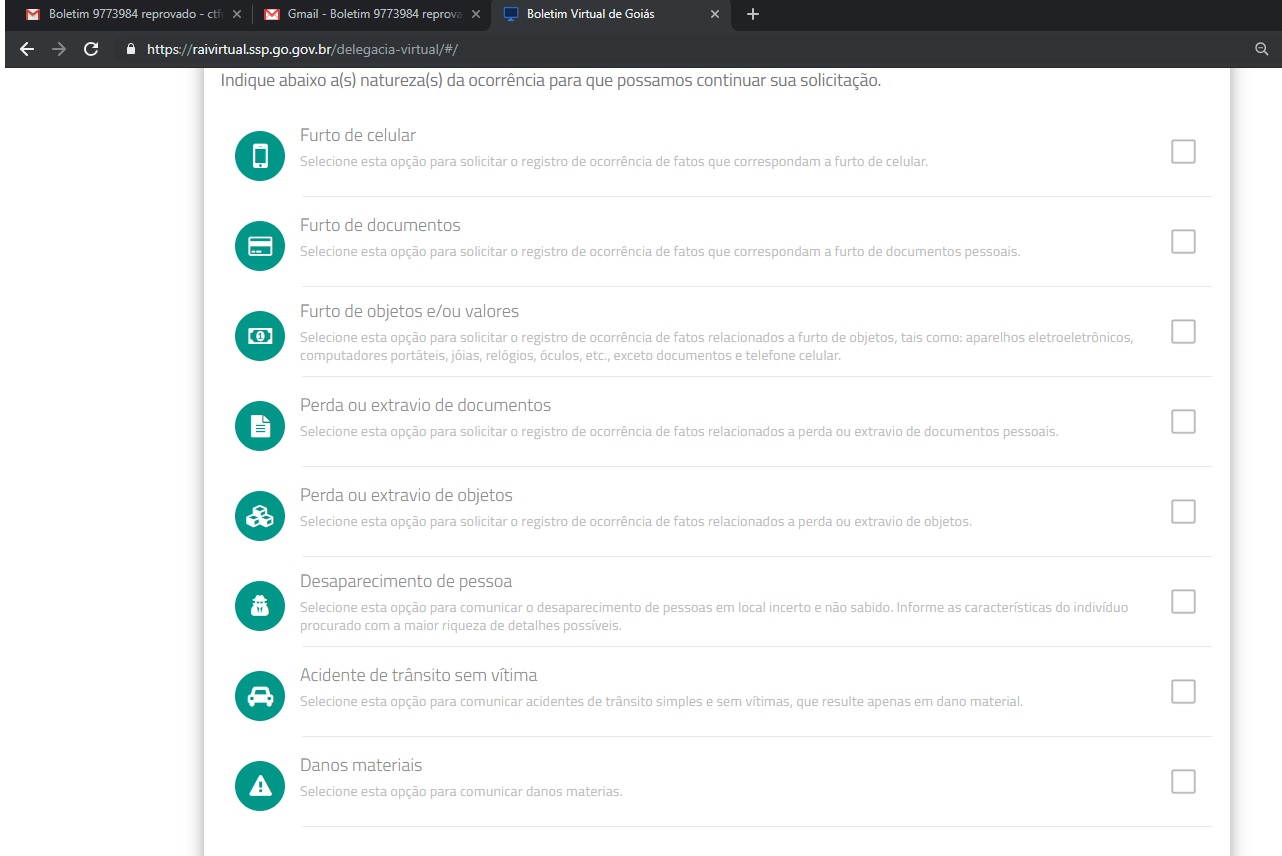 Boletim 9773984 reprovado - ctf
Gmail - Boletim 9773984 reprova
Boletim Virtual de Goiás
https://raivirtual.ssp.go.gov.br/delegacia-virtual/#/
Indique abaixo a(s) natureza(s) da ocorrência para que possamos continuar sua solicitação.
Furto de celular
Selecione esta opção para solicitar o registro de ocorrência de fatos que correspondam a furto de celular.
Furto de documentos
Selecione esta opção para solicitar o registro de ocorrência de fatos que correspondam a furto de documentos pessoais.
Furto de objetos e/ou valores
Selecione esta opção para solicitar o registro de ocorrência de fatos relacionados a furto de objetos, tais como: aparelhos eletroeletrônicos,
computadores portáteis, jóias, relógios, óculos, etc., exceto documentos e telefone celular.
Perda ou extravio de documentos
Selecione esta opção para solicitar o registro de ocorrência de fatos relacionados a perda ou extravio de documentos pessoais.
Perda ou extravio de objetos
Selecione esta opção para solicitar o registro de ocorrência de fatos relacionados a perda ou extravio de objetos.
Desaparecimento de pessoa
Selecione esta opção para comunicar o desaparecimento de pessoas em local incerto e não sabido. Informe as características do indivíduo
procurado com a maior riqueza de detalhes possíveis.
Acidente de trânsito sem vítima
Selecione esta opção para comunicar acidentes de trânsito simples e sem vítimas, que resulte apenas em dano material.
Danos materiais
Selecione esta opção para comunicar danos materias.